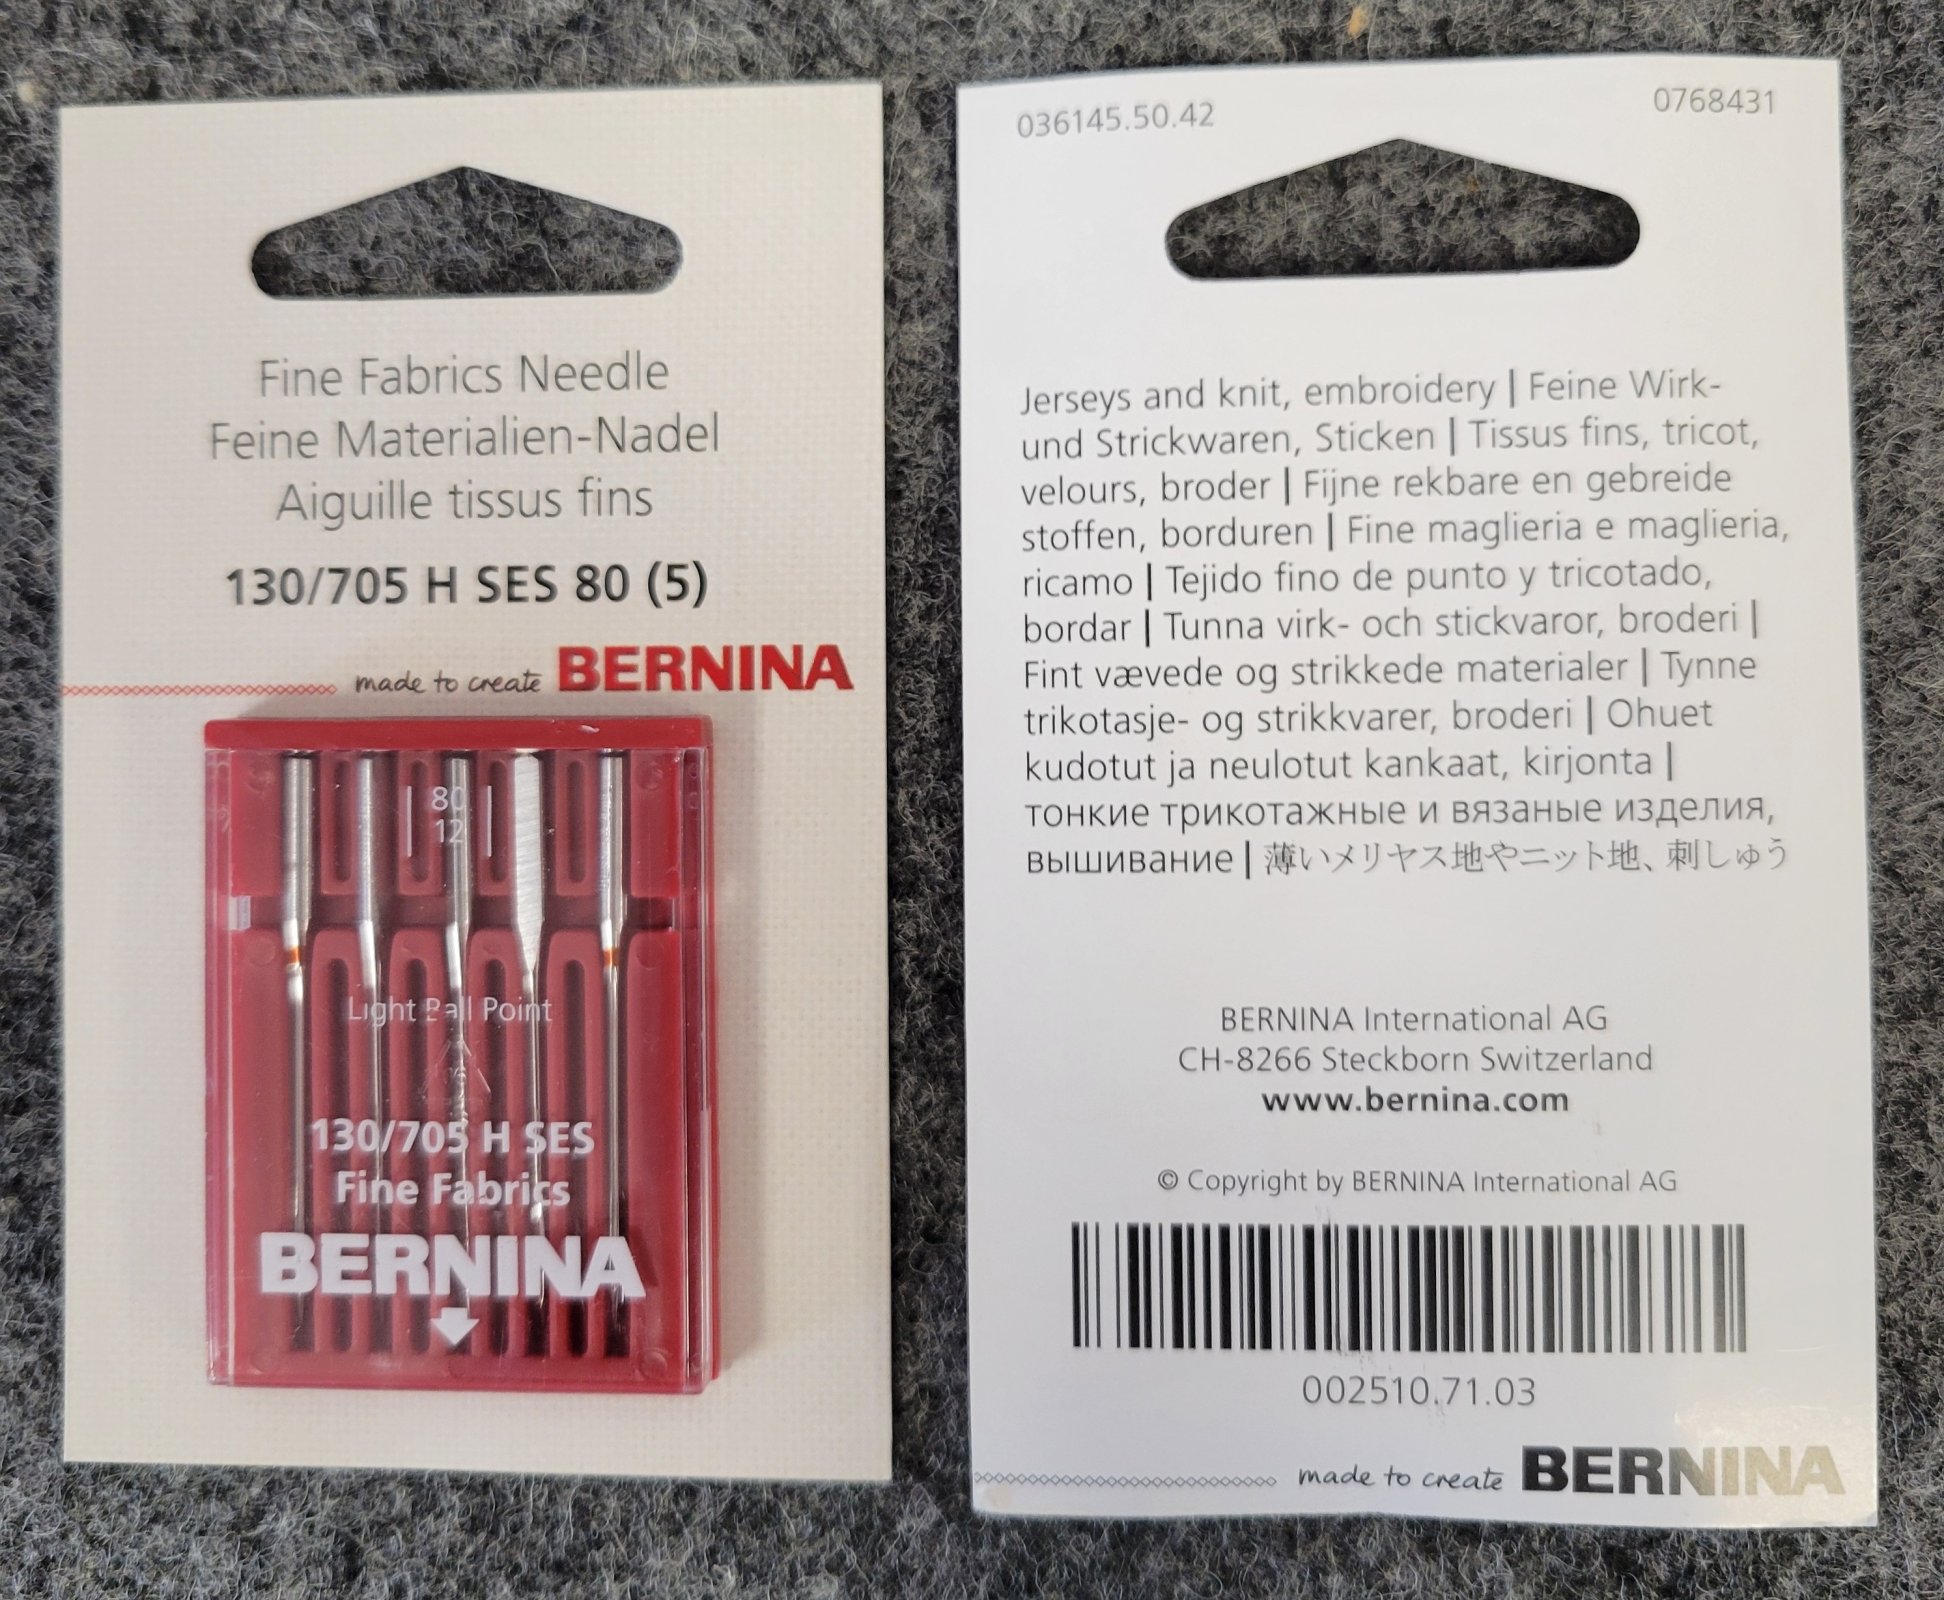 Fine Fabrics Needle
Feine Materialien-Nadel
Aiguille tissus fins
130/705 H SES 80 (5)
made to create BERNINA
80
12
Light Ball Point
130/705 H SES
Fine Fabrics
BERNINA
036145.50.42
0768431
Jerseys and knit, embroidery | Feine Wirk-
und Strickwaren, Sticken | Tissus fins, tricot,
velours, broder | Fijne rekbare en gebreide
stoffen, borduren | Fine maglieria e maglieria,
ricamo | Tejido fino de punto y tricotado,
bordar | Tunna virk- och stickvaror, broderi |
Fint vævede og strikkede materialer | Tynne
trikotasje- og strikkvarer, broderi | Ohuet
kudotut ja neulotut kankaat, kirjonta |
тонкие трикотажные и вязаные изделия,
вышивание | 薄いメリヤス地やニット地、刺しゅう
BERNINA International AG
CH-8266 Steckborn Switzerland
www.bernina.com
© Copyright by BERNINA International AG
002510.71.03
made to create BERNINA